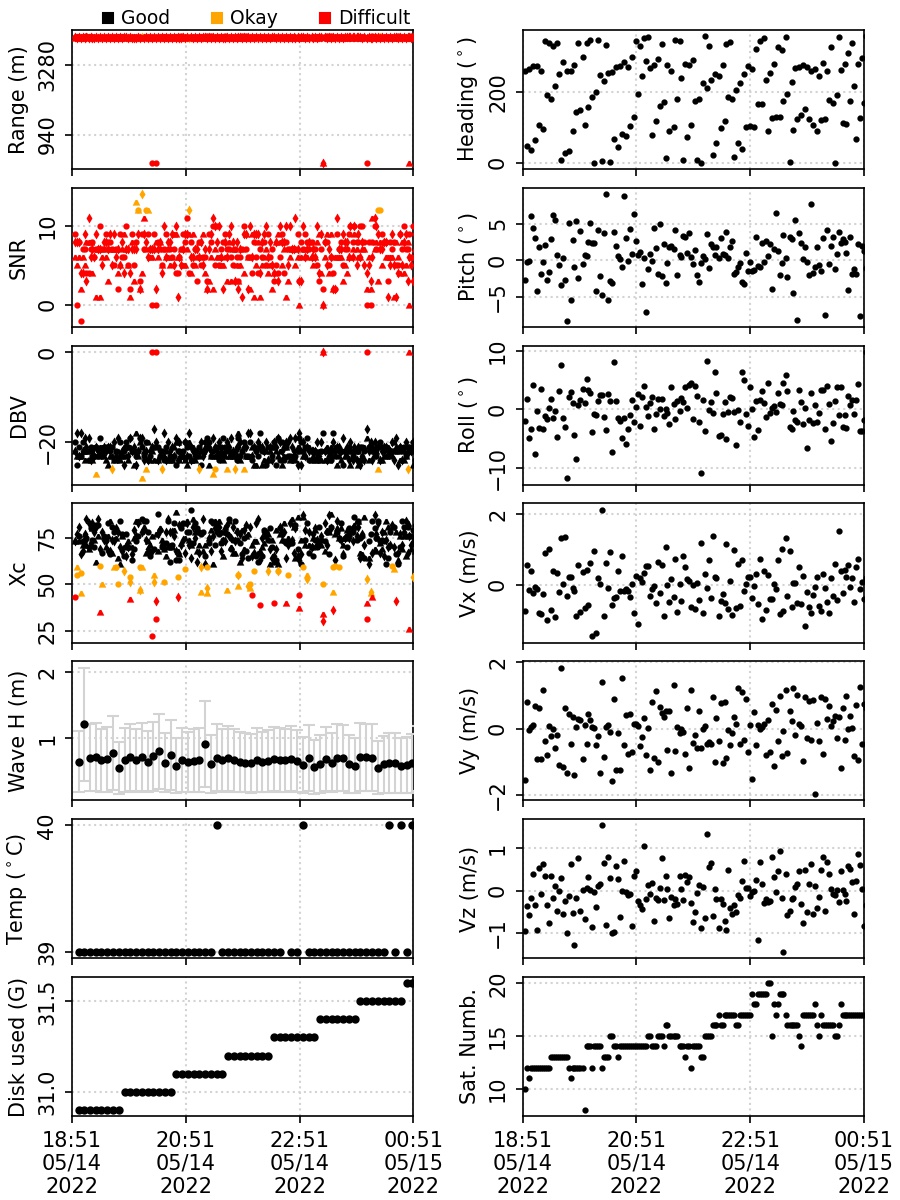 Good Okay Difficult
Range (m)
3280
940
Heading (°)
200
0
SNR
10
0
Pitch (°)
5
0
−5
DBV
0
−20
Roll (°)
10
0
−10
Xc
75
50
25
Vx (m/s)
2
0
Wave H (m)
2
1
Vy (m/s)
2
0
−2
Temp (°C)
40
39
Vz (m/s)
1
0
−1
Disk used (G)
31.5
31.0
Sat. Numb.
20
15
10
18:51 20:51 22:51 00:51 18:51 20:51 22:51 00:51
05/14 05/14 05/14 05/15 05/14 05/14 05/14 05/15
2022 2022 2022 2022 2022 2022 2022 2022